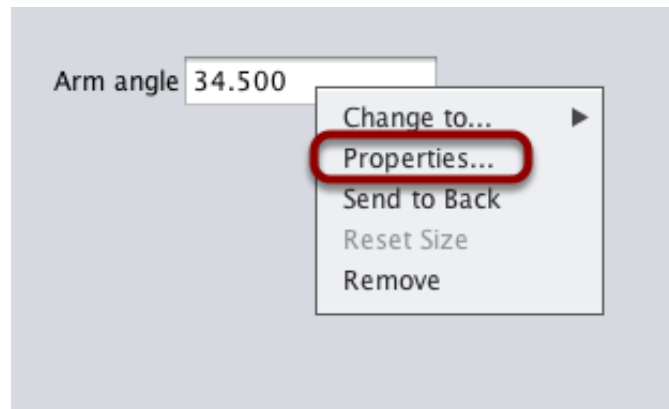 Arm angle 34.500
Change to...
Properties...
Send to Back
Reset Size
Remove